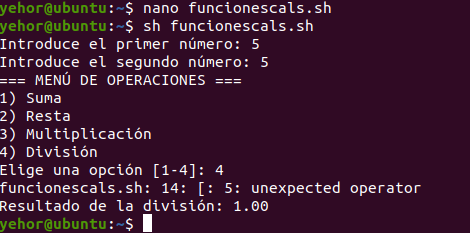 yehor@ubuntu:~$ nano funcionescals.sh
yehor@ubuntu:~$ sh funcionescals.sh
Introduce el primer número: 5
Introduce el segundo número: 5
=== MENÚ DE OPERACIONES ===
1) Suma
2) Resta
3) Multiplicación
4) División
Elige una opción [1-4]: 4
funcionescals.sh: 14: [: 5: unexpected operator
Resultado de la división: 1.00
yehor@ubuntu:~$